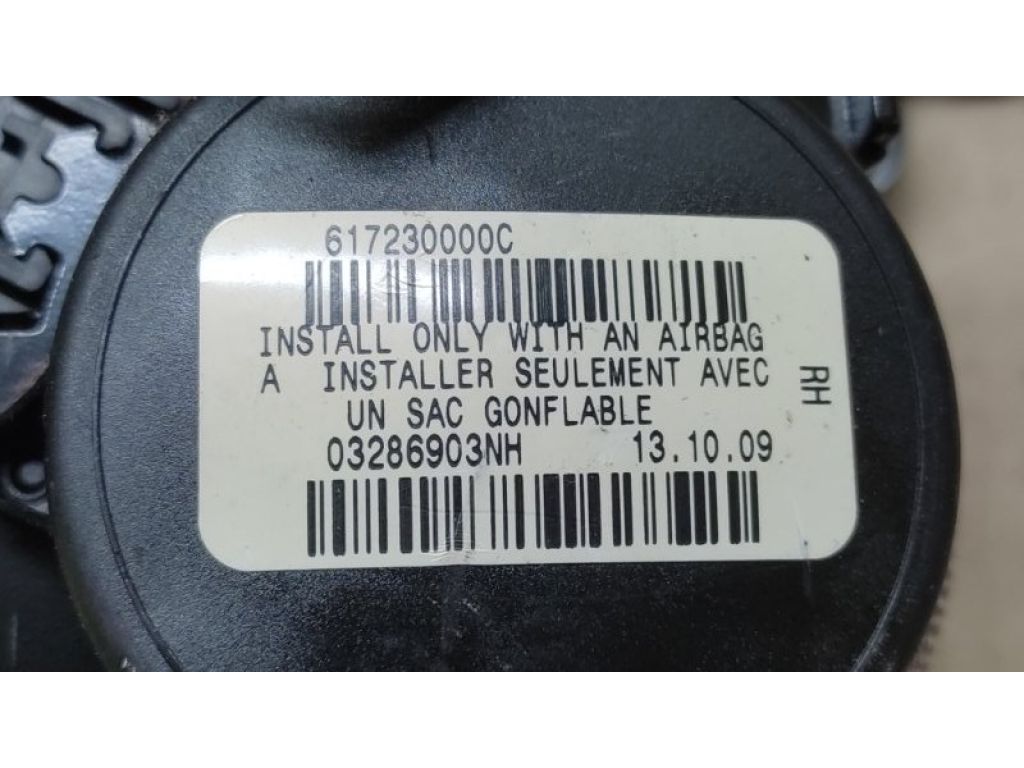 617230000C
INSTALL ONLY WITH AN AIRBAG
A INSTALLER SEULEMENT AVEC
UN SAC GONFLABLE
03286903NH 13.10.09
RH